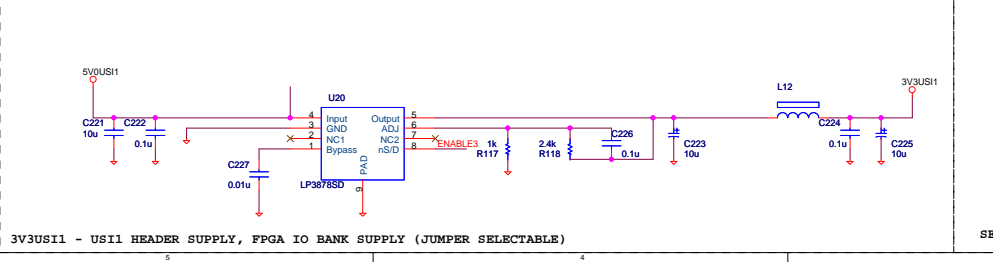 5V0USI1
3V3USI1
L12
U20
C221
10u
C222
0.1u
4
3
2
1
Input
GND
NC1
Bypass
PAD
9
Output
ADJ
NC2
nS/D
5
6
7
8
ENABLE3
LP3878SD
C227
0.01u
1k
R117
2.4k
R118
C226
0.1u
C223
10u
C224
0.1u
C225
10u
3V3USI1 - USI1 HEADER SUPPLY, FPGA IO BANK SUPPLY (JUMPER SELECTABLE)
SE
5
4